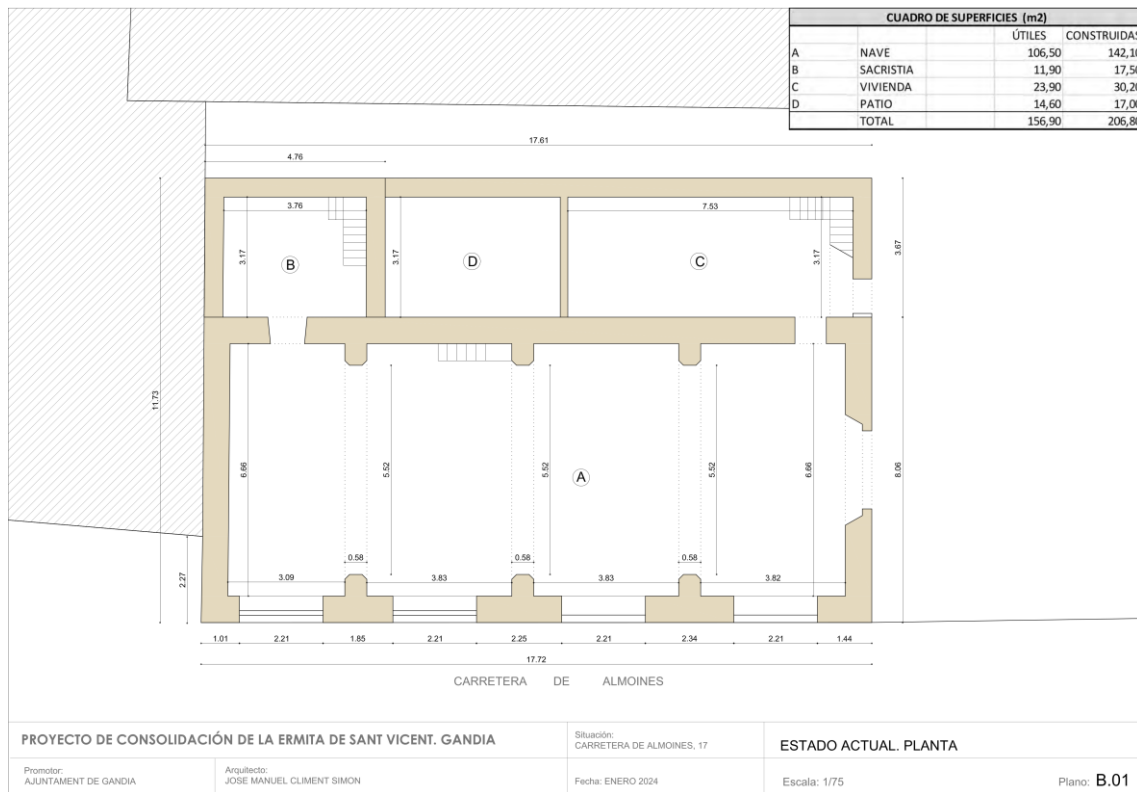 CUADRO DE SUPERFICIES (m2)
ÚTILES CONSTRUIDAS
A NAVE 106,50 142,10
B SACRISTIA 11,90 17,50
C VIVIENDA 23,90 30,20
D PATIO 14,60 17,00
TOTAL 156,90 206,80
17.61
4.76
3.76
7.53
3.17
3.17
3.17
3.67
B
D
C
11.73
6.66
5.52
5.52
5.52
6.66
8.06
A
0.58
0.58
0.58
2.27
3.09
3.83
3.83
3.82
1.01
2.21
1.85
2.21
2.25
2.21
2.34
2.21
1.44
17.72
CARRETERA DE ALMOINES
PROYECTO DE CONSOLIDACIÓN DE LA ERMITA DE SANT VICENT. GANDIA
Situación:
CARRETERA DE ALMOINES, 17
ESTADO ACTUAL. PLANTA
Promotor:
AJUNTAMENT DE GANDIA
Arquitecto:
JOSE MANUEL CLIMENT SIMON
Fecha: ENERO 2024
Escala: 1/75
Plano: B.01